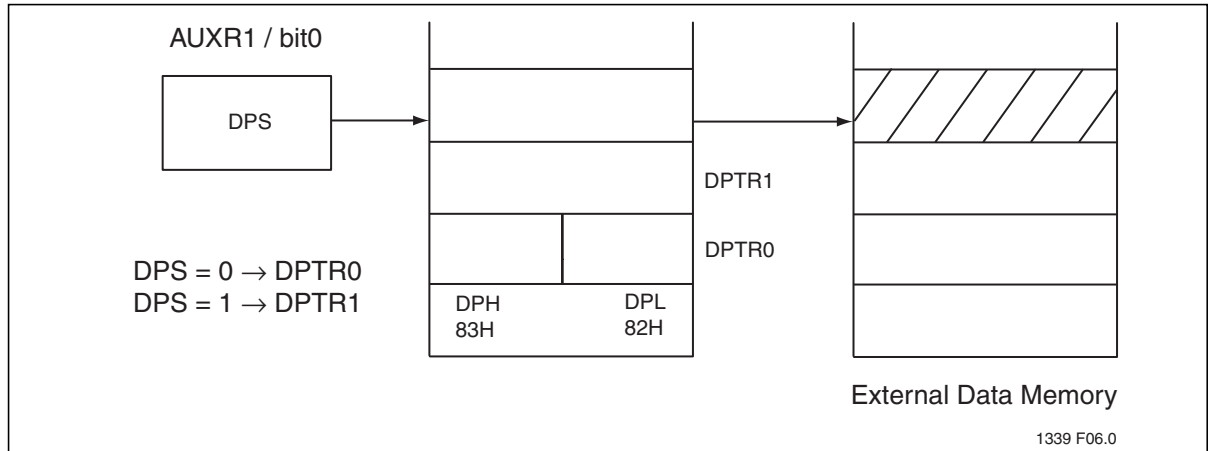 AUXR1 / bit0
DPS
DPTR1
DPTR0
DPS = 0 → DPTR0
DPS = 1 → DPTR1
DPH DPL
83H 82H
External Data Memory
1339 F06.0